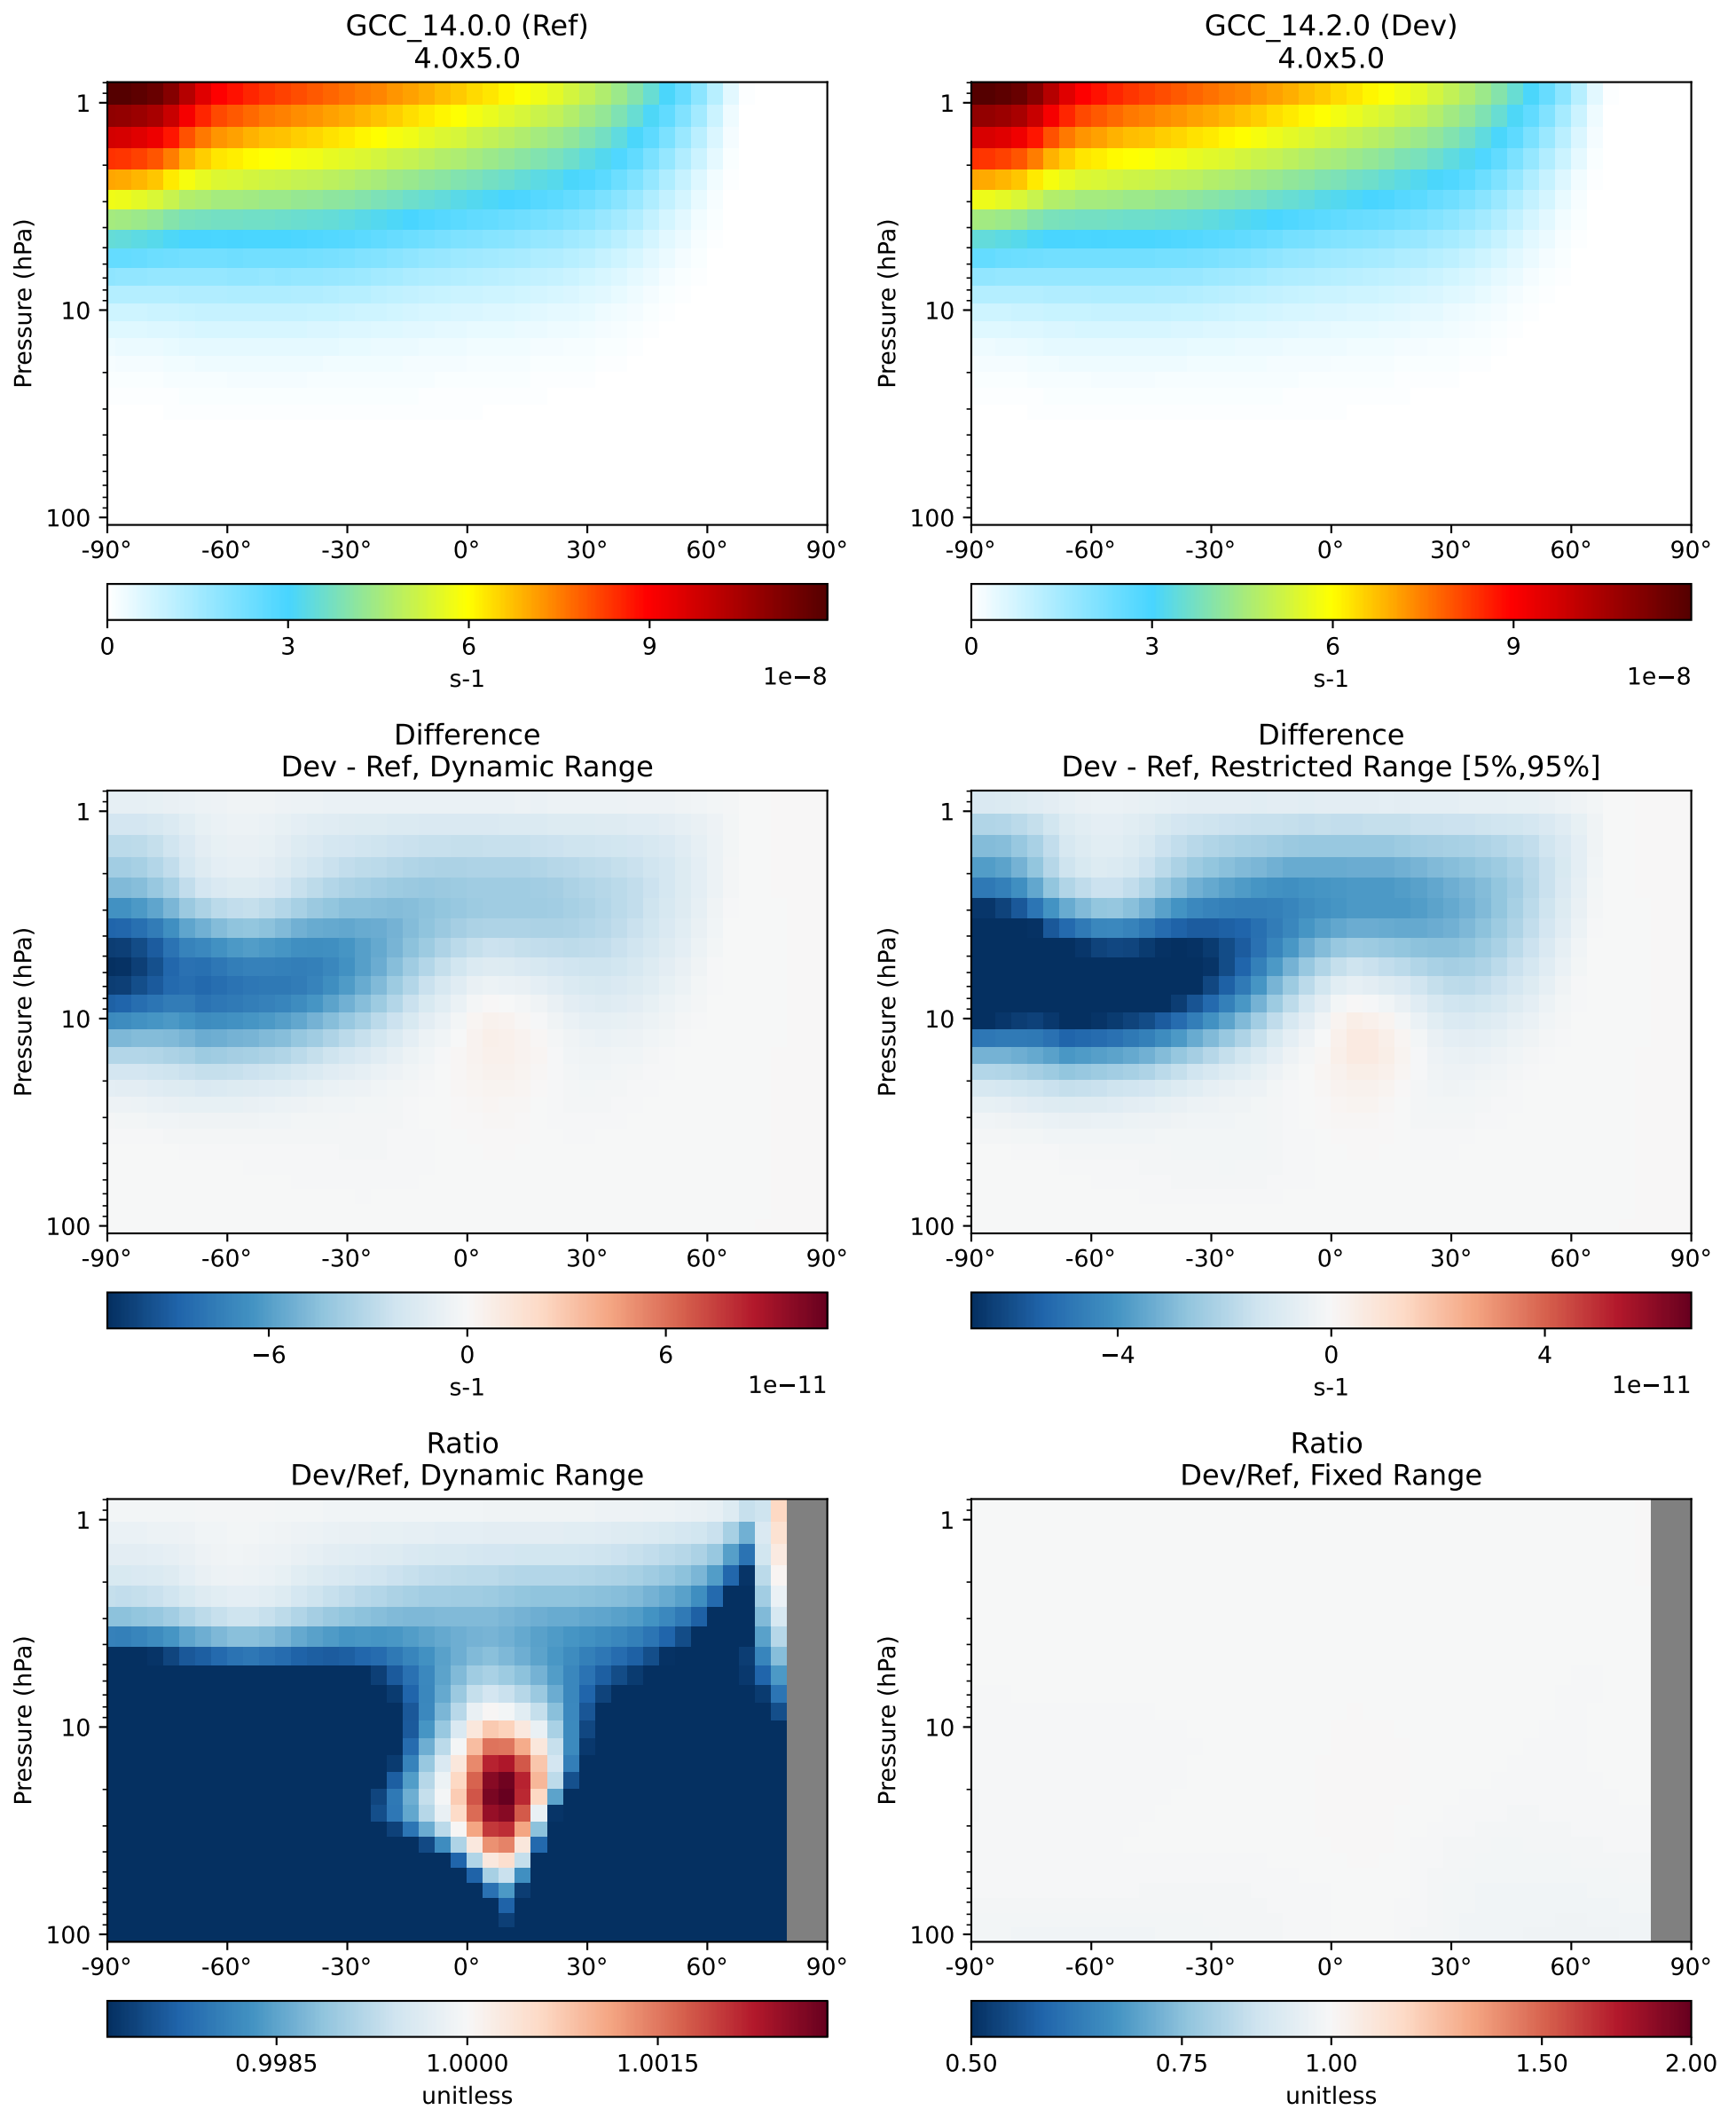 GCC_14.0.0 (Ref)
4.0x5.0
Pressure (hPa)
1
10
100
-90° -60° -30° 0° 30° 60° 90°
0 3 6 9
s-1
1e−8
GCC_14.2.0 (Dev)
4.0x5.0
Pressure (hPa)
1
10
100
-90° -60° -30° 0° 30° 60° 90°
0 3 6 9
s-1
1e−8
Difference
Dev - Ref, Dynamic Range
Pressure (hPa)
1
10
100
-90° -60° -30° 0° 30° 60° 90°
−6 0 6
s-1
1e−11
Difference
Dev - Ref, Restricted Range [5%,95%]
Pressure (hPa)
1
10
100
-90° -60° -30° 0° 30° 60° 90°
−4 0 4
s-1
1e−11
Ratio
Dev/Ref, Dynamic Range
Pressure (hPa)
1
10
100
-90° -60° -30° 0° 30° 60° 90°
0.9985 1.0000 1.0015
unitless
Ratio
Dev/Ref, Fixed Range
Pressure (hPa)
1
10
100
-90° -60° -30° 0° 30° 60° 90°
0.50 0.75 1.00 1.50 2.00
unitless